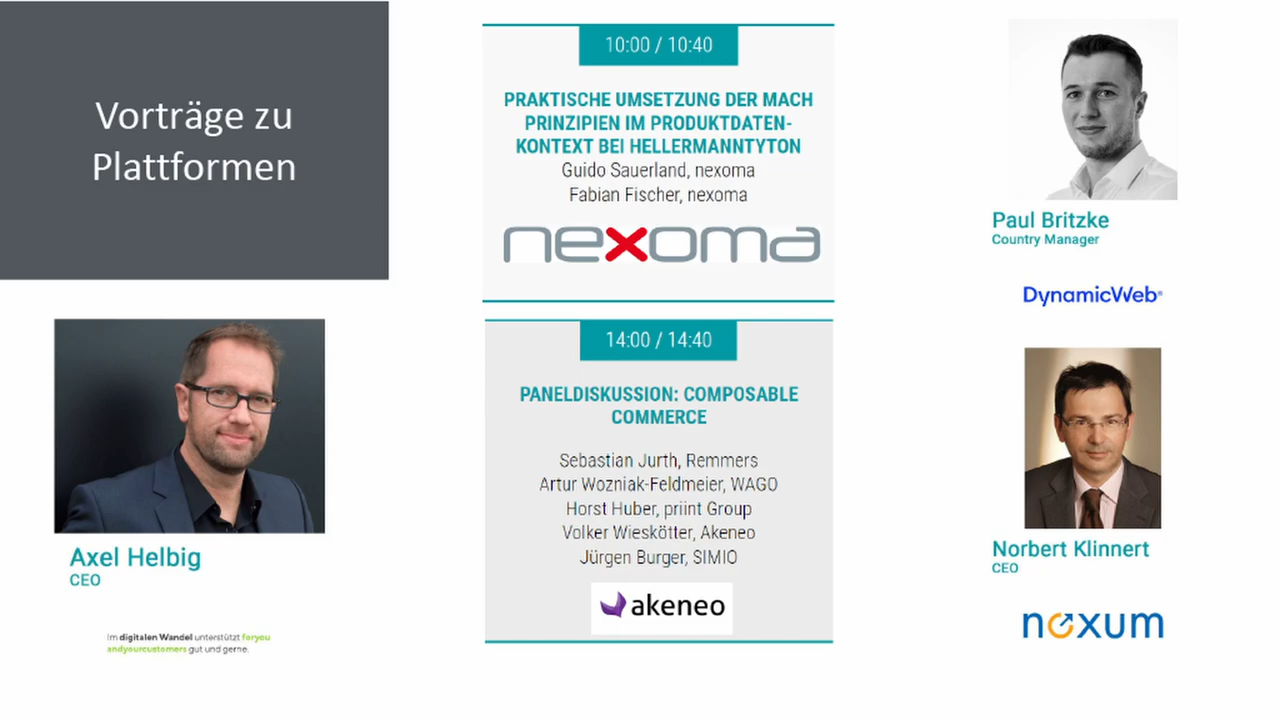 Vorträge zu
Plattformen
Axel Helbig
CEO
Im digitalen Wandel unterstützt foryou
andyourcustomers gut und gerne.
10:00 / 10:40
PRAKTISCHE UMSETZUNG DER MACH
PRINZIPIEN IM PRODUKTDATEN-
KONTEXT BEI HELLERMANNTYTON
Guido Sauerland, nexoma
Fabian Fischer, nexoma
nexoma
14:00 / 14:40
PANELDISKUSSION: COMPOSABLE
COMMERCE
Sebastian Jurth, Remmers
Artur Wozniak-Feldmeier, WAGO
Horst Huber, priint Group
Volker Wieskötter, Akeneo
Jürgen Burger, SIMIO
akeneo
Paul Britzke
Country Manager
DynamicWeb®
Norbert Klinnert
CEO
nexum